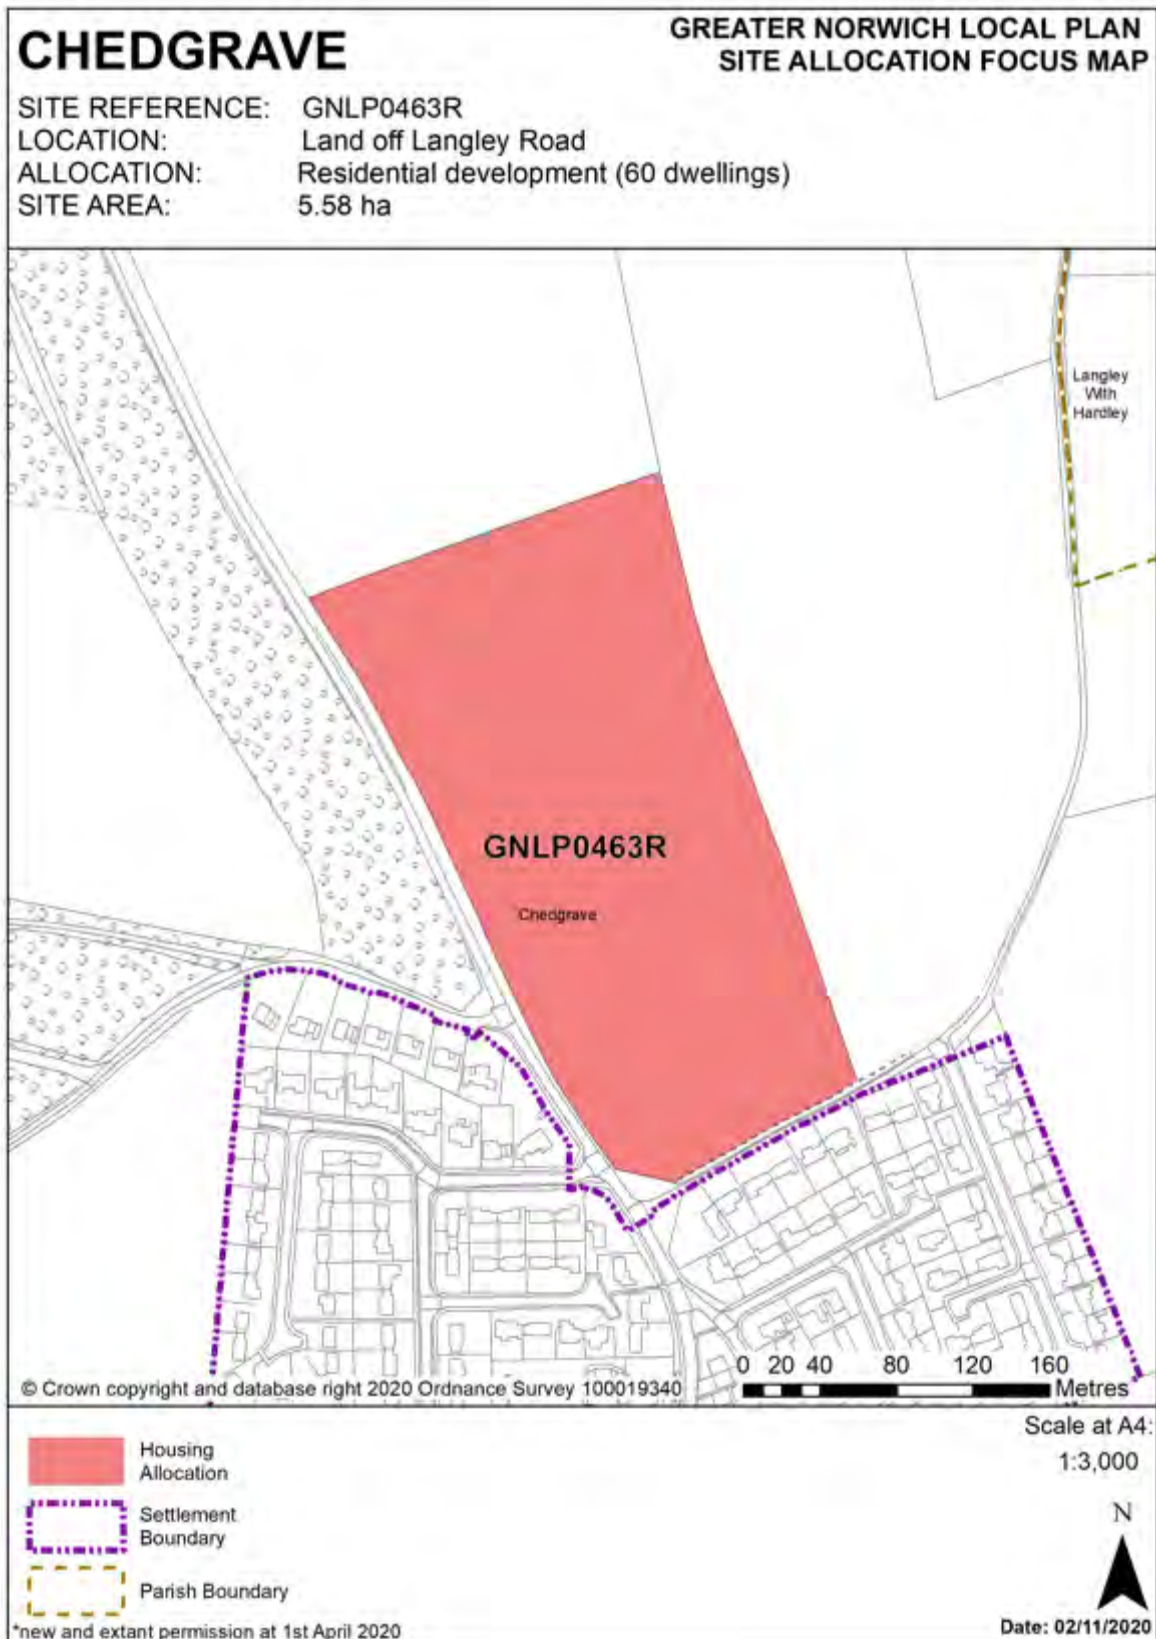 CHEDGRAVE
GREATER NORWICH LOCAL PLAN
SITE ALLOCATION FOCUS MAP
SITE REFERENCE: GNLP0463R
LOCATION: Land off Langley Road
ALLOCATION: Residential development (60 dwellings)
SITE AREA: 5.58 ha
Langley
With
Hardley
GNLP0463R
Chedgrave
0 20 40 80 120 160
Metres
© Crown copyright and database right 2020 Ordnance Survey 100019340
Housing
Allocation
Settlement
Boundary
Parish Boundary
*new and extant permission at 1st April 2020
Scale at A4:
1:3,000
N
Date: 02/11/2020